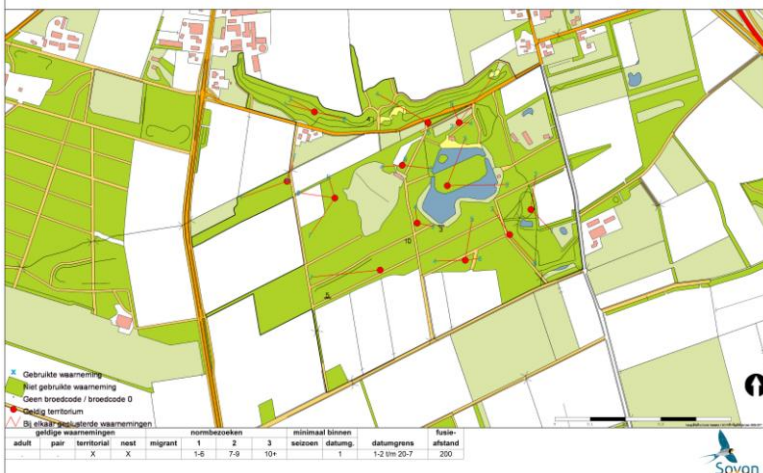 10
Gebruikte waarneming
Niet gebruikte waarneming
Geen broedcode / broedcode 0
Geldig territorium
Bij elkaar geclusterde waarnemingen
geldige waarnemingen normbezoeken minimaal binnen fusie-
adult pair territorial nest migrant 1 2 3 seizoen datumg. datumgrens afstand
. . X X 1-6 7-9 10+ 1 1-2 t/m 20-7 200
Sovon